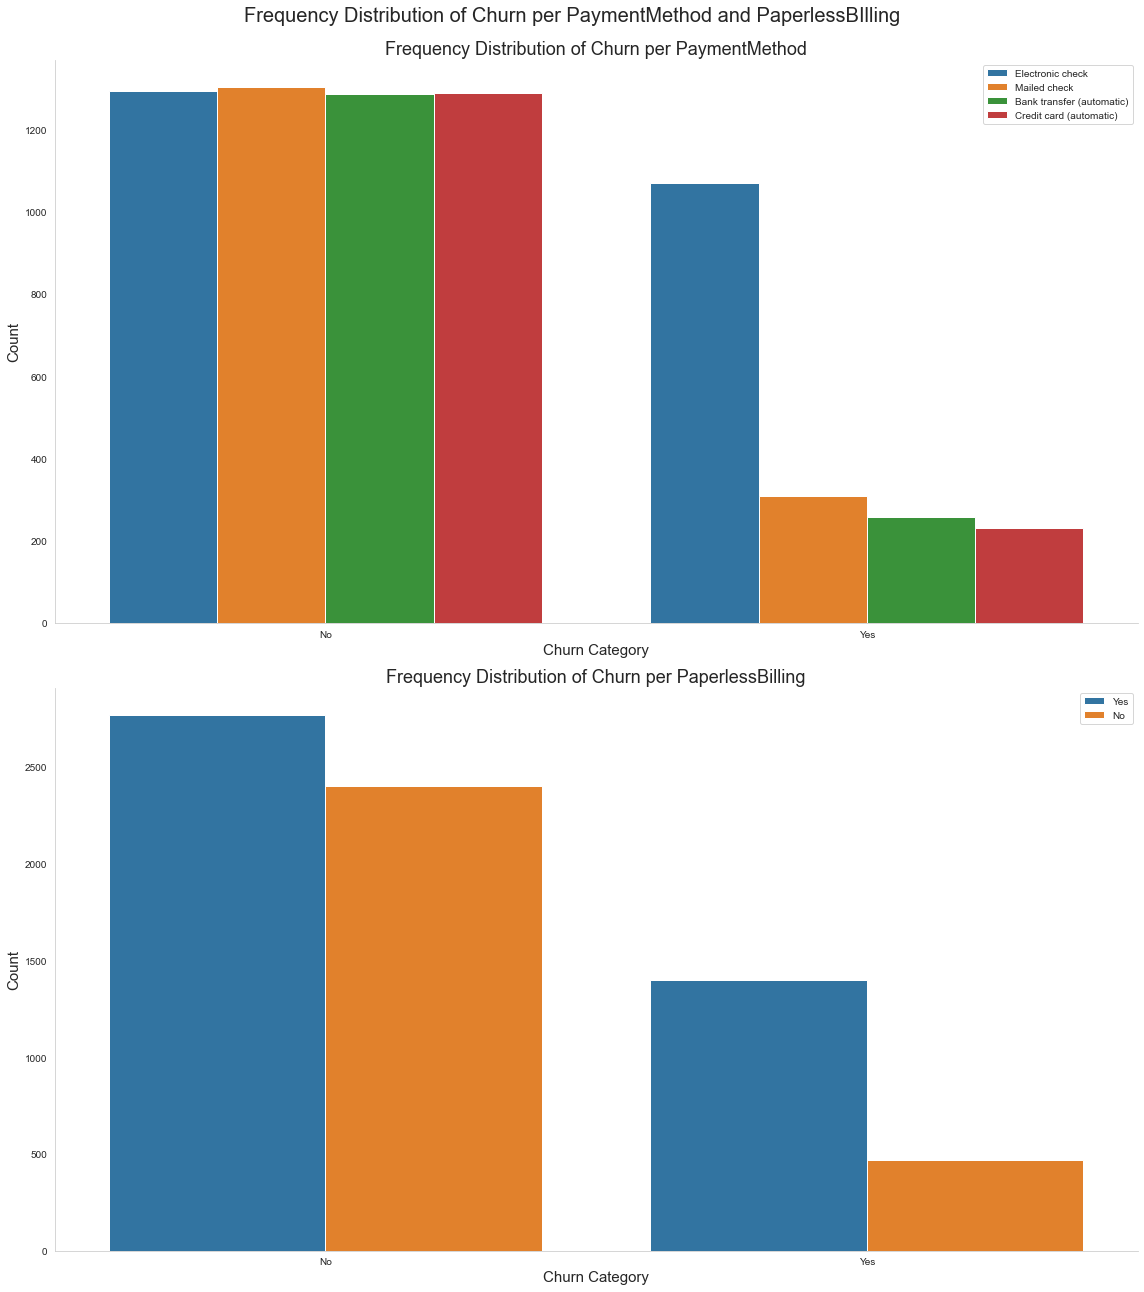 Frequency Distribution of Churn per PaymentMethod and PaperlessBIlling
Frequency Distribution of Churn per PaymentMethod
Electronic check
Mailed check
Bank transfer (automatic)
Credit card (automatic)
1200
1000
800
600
400
200
0
Count
No
Yes
Churn Category
Frequency Distribution of Churn per PaperlessBilling
Yes
No
2500
2000
1500
1000
500
0
Count
No
Yes
Churn Category